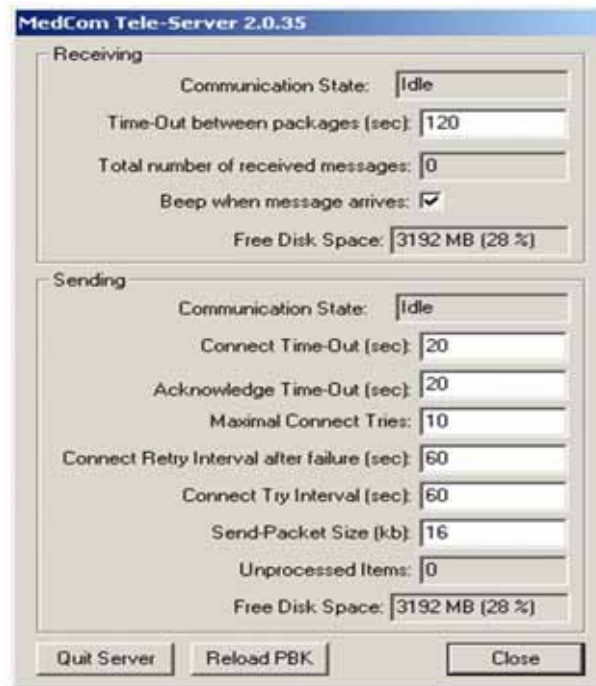 MedCom Tele-Server 2.0.35
Receiving
Communication State: Idle
Time-Out between packages (sec): 120
Total number of received messages: 0
Beep when message arrives:
Free Disk Space: 3192 MB (28 %)
Sending
Communication State: Idle
Connect Time-Out (sec): 20
Acknowledge Time-Out (sec): 20
Maximal Connect Tries: 10
Connect Retry Interval after failure (sec): 60
Connect Try Interval (sec): 60
Send-Packet Size (kb): 16
Unprocessed Items: 0
Free Disk Space: 3192 MB (28 %)
Quit Server Reload PBK Close